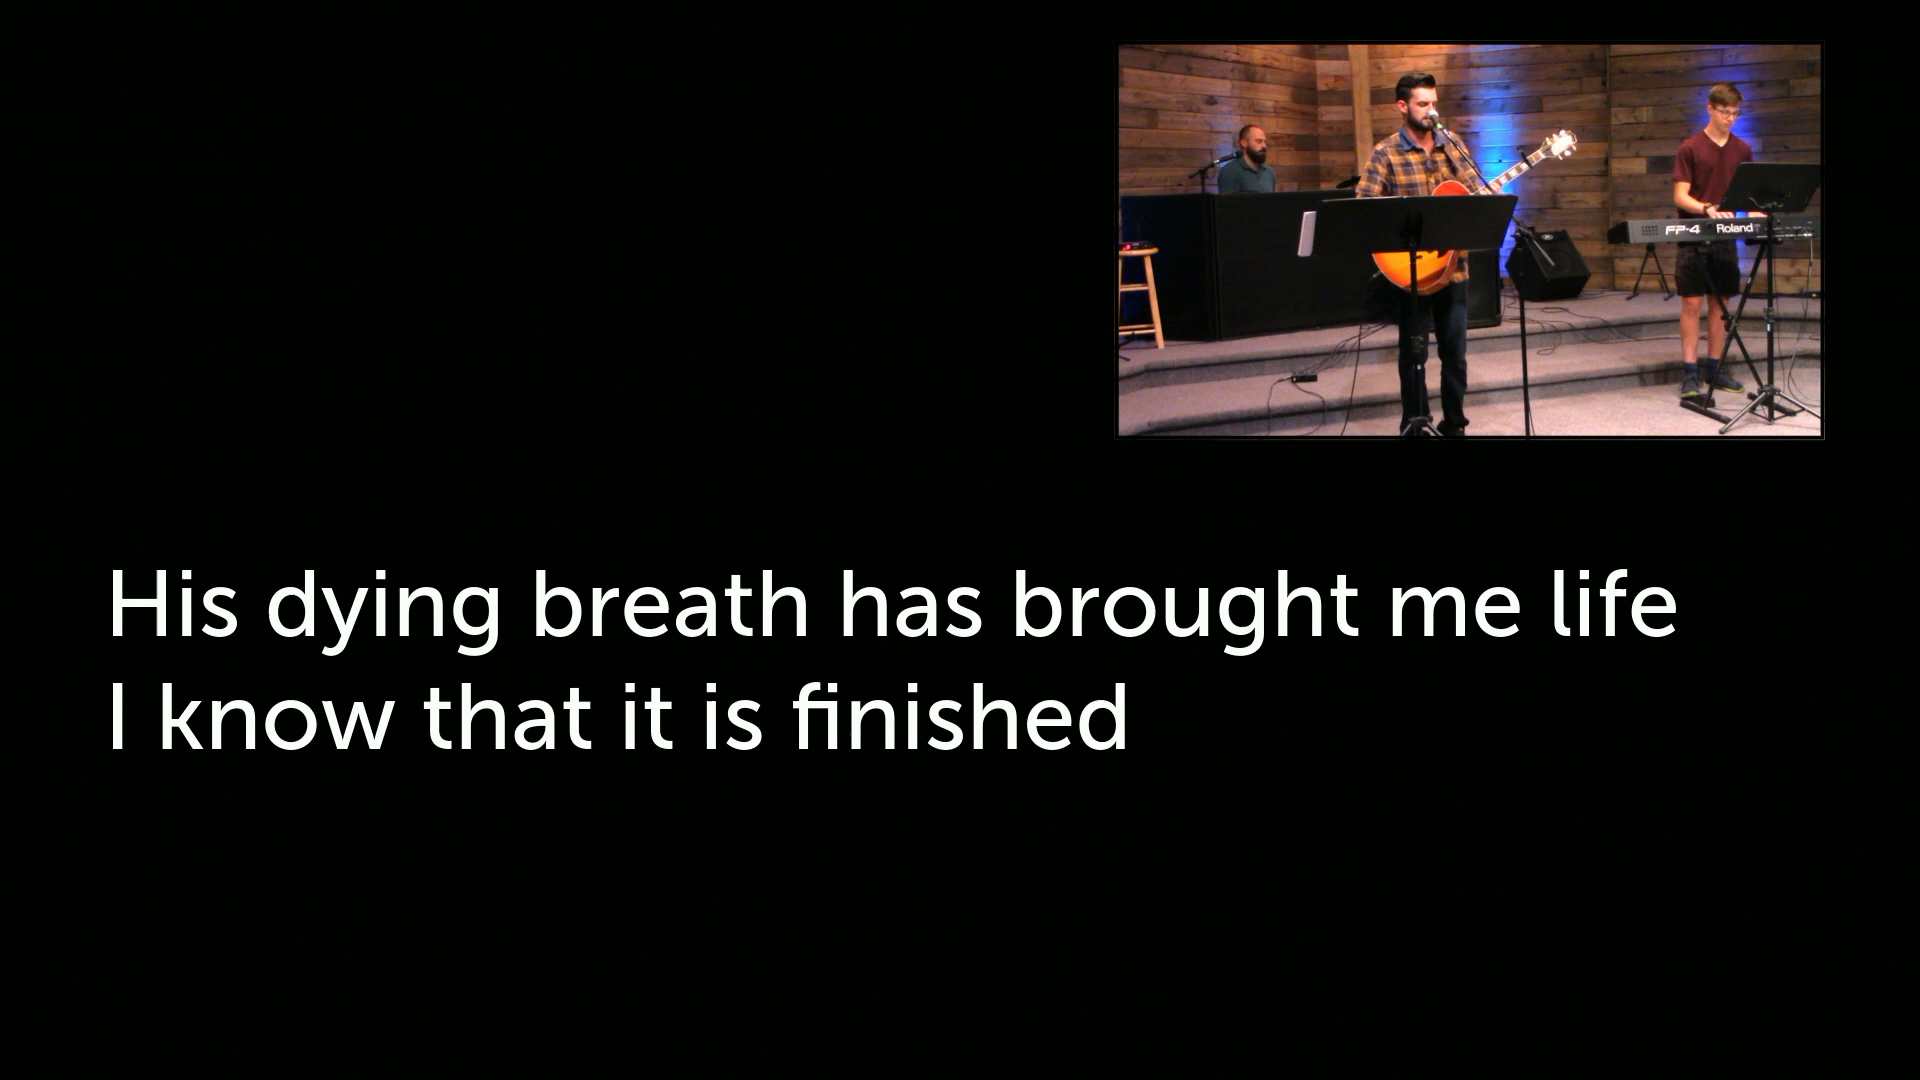 FP-4 Roland
His dying breath has brought me life
I know that it is finished